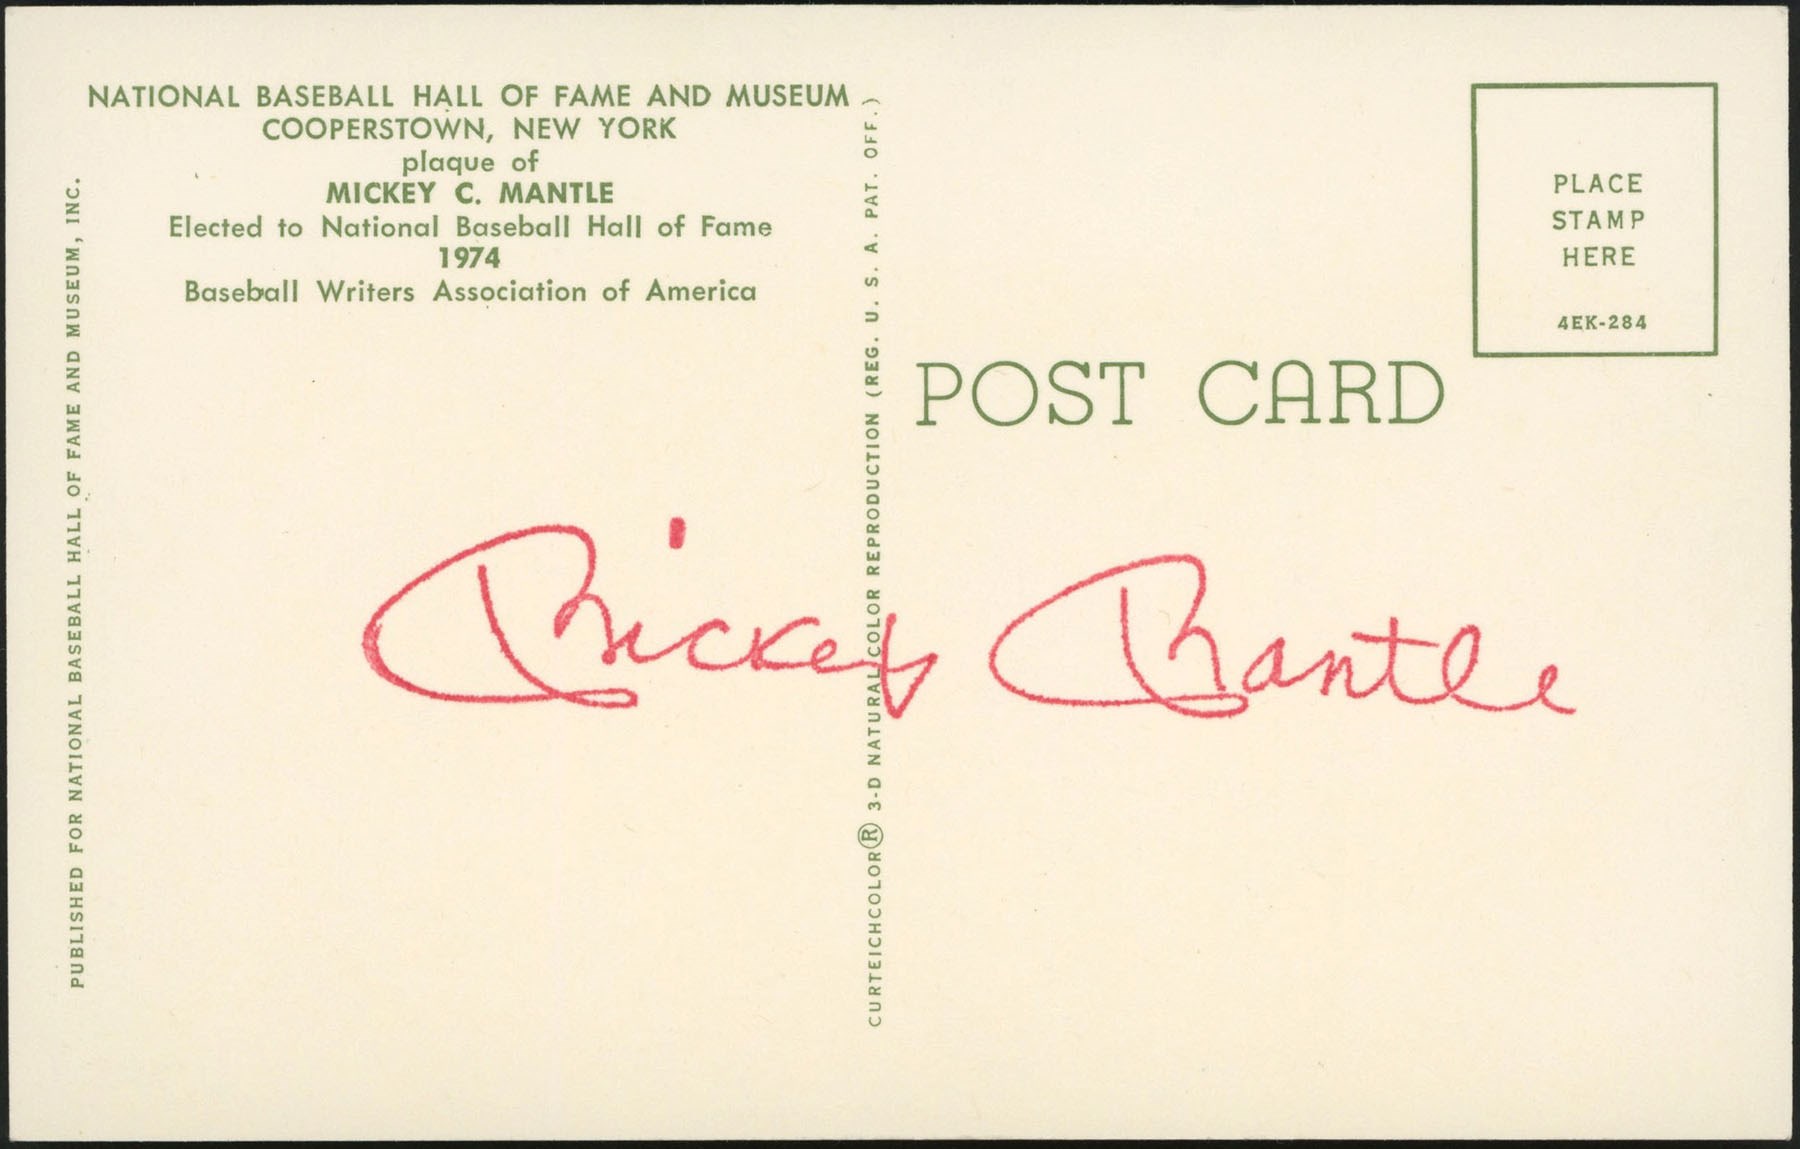 NATIONAL BASEBALL HALL OF FAME AND MUSEUM
COOPERSTOWN, NEW YORK
plaque of
MICKEY C. MANTLE
Elected to National Baseball Hall of Fame
1974
Baseball Writers Association of America
PUBLISHED FOR NATIONAL BASEBALL HALL OF FAME AND MUSEUM, INC.
CURTEICHCOLOR® 3-D NATURAL COLOR REPRODUCTION (REG. U. S. A. PAT. OFF.)
PLACE
STAMP
HERE
4EK-284
POST CARD
Mickey Mantle